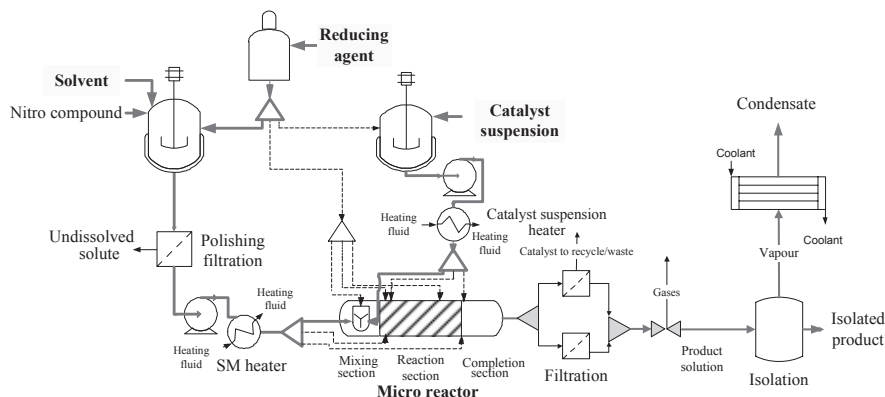 Reducing
agent
Solvent
Nitro compound
Catalyst
suspension
Condensate
Coolant
Coolant
Vapour
Undissolved
solute
Polishing
filtration
Heating
fluid
Heating
fluid
Catalyst suspension
heater
Catalyst to recycle/waste
Heating
fluid
Heating
fluid
SM heater
Mixing
section
Reaction
section
Completion
section
Micro reactor
Filtration
Gases
Product
solution
Isolation
Isolated
product